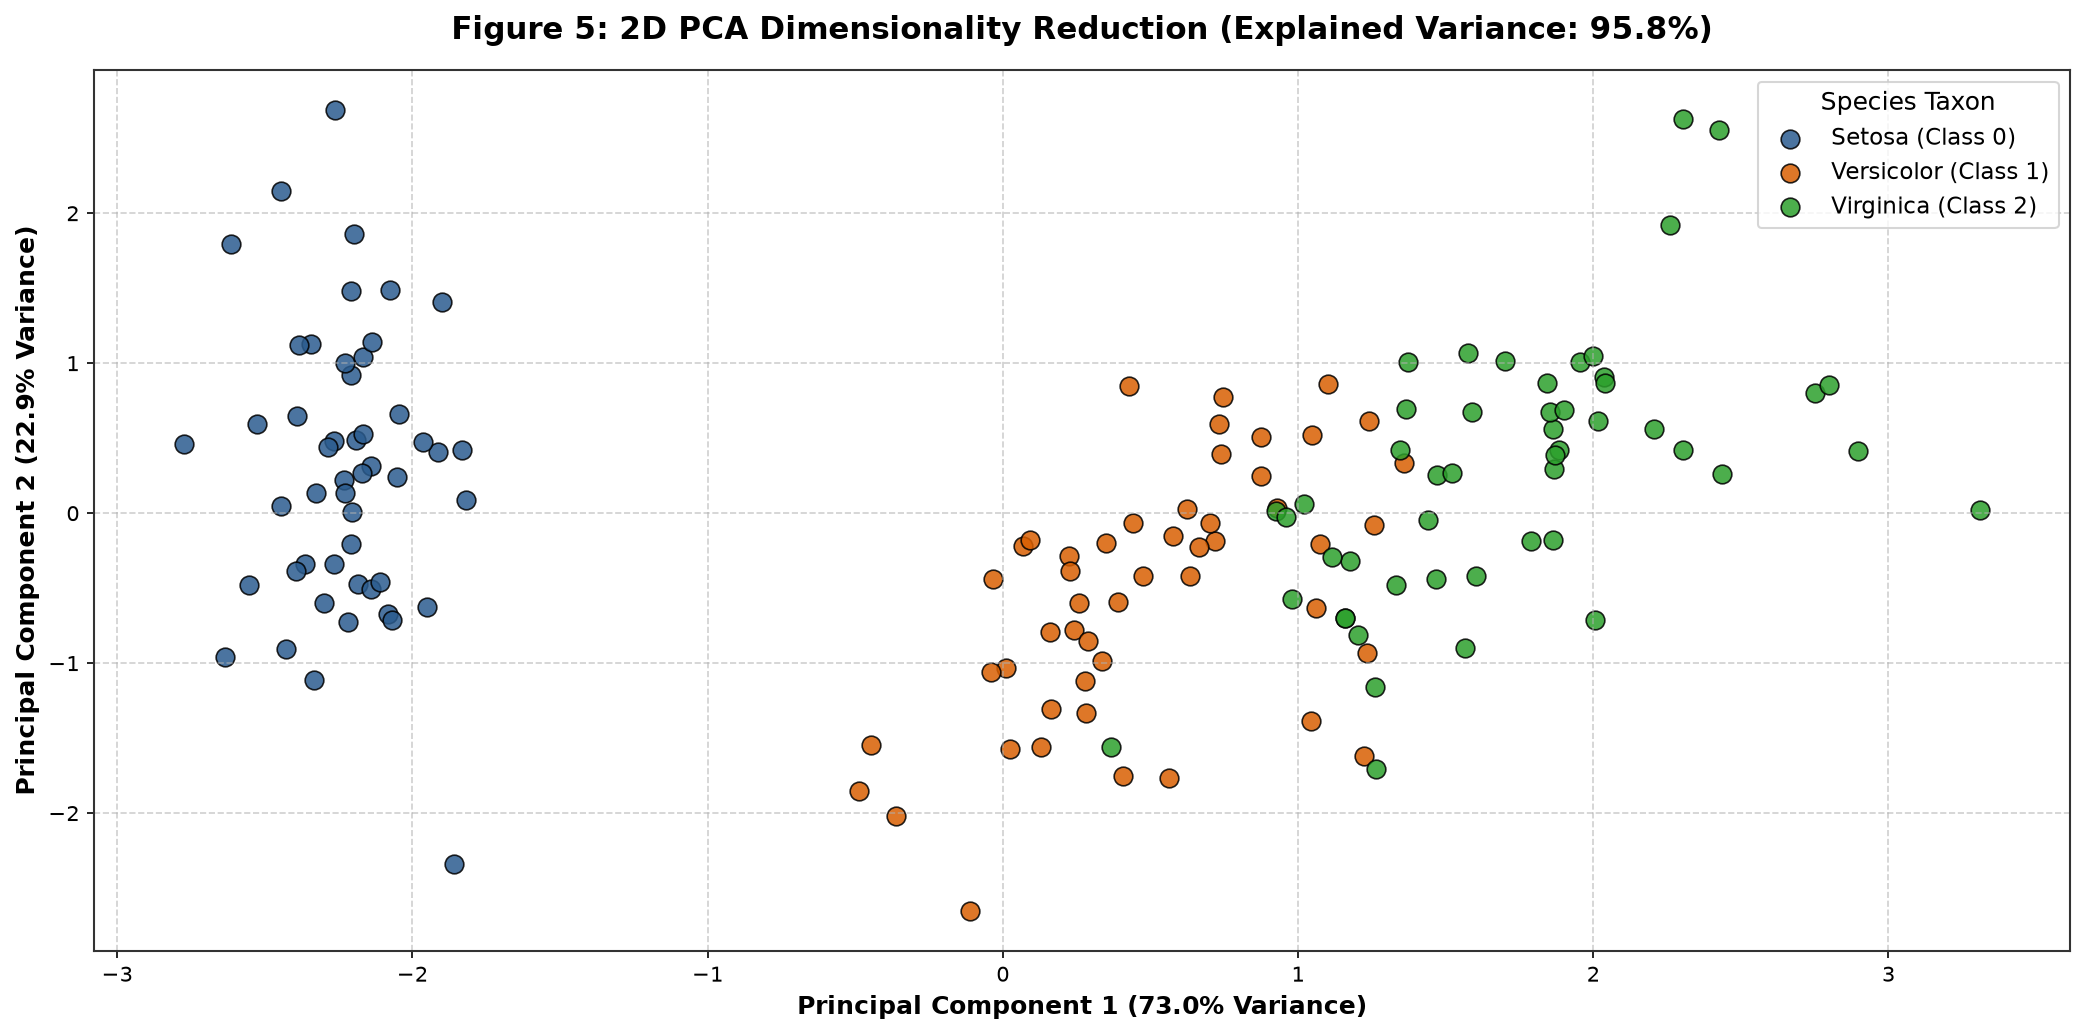 Figure 5: 2D PCA Dimensionality Reduction (Explained Variance: 95.8%)
Species Taxon
Setosa (Class 0)
Versicolor (Class 1)
Virginica (Class 2)
Principal Component 2 (22.9% Variance)
2
1
0
−1
−2
−3
−2
−1
0
1
2
3
Principal Component 1 (73.0% Variance)